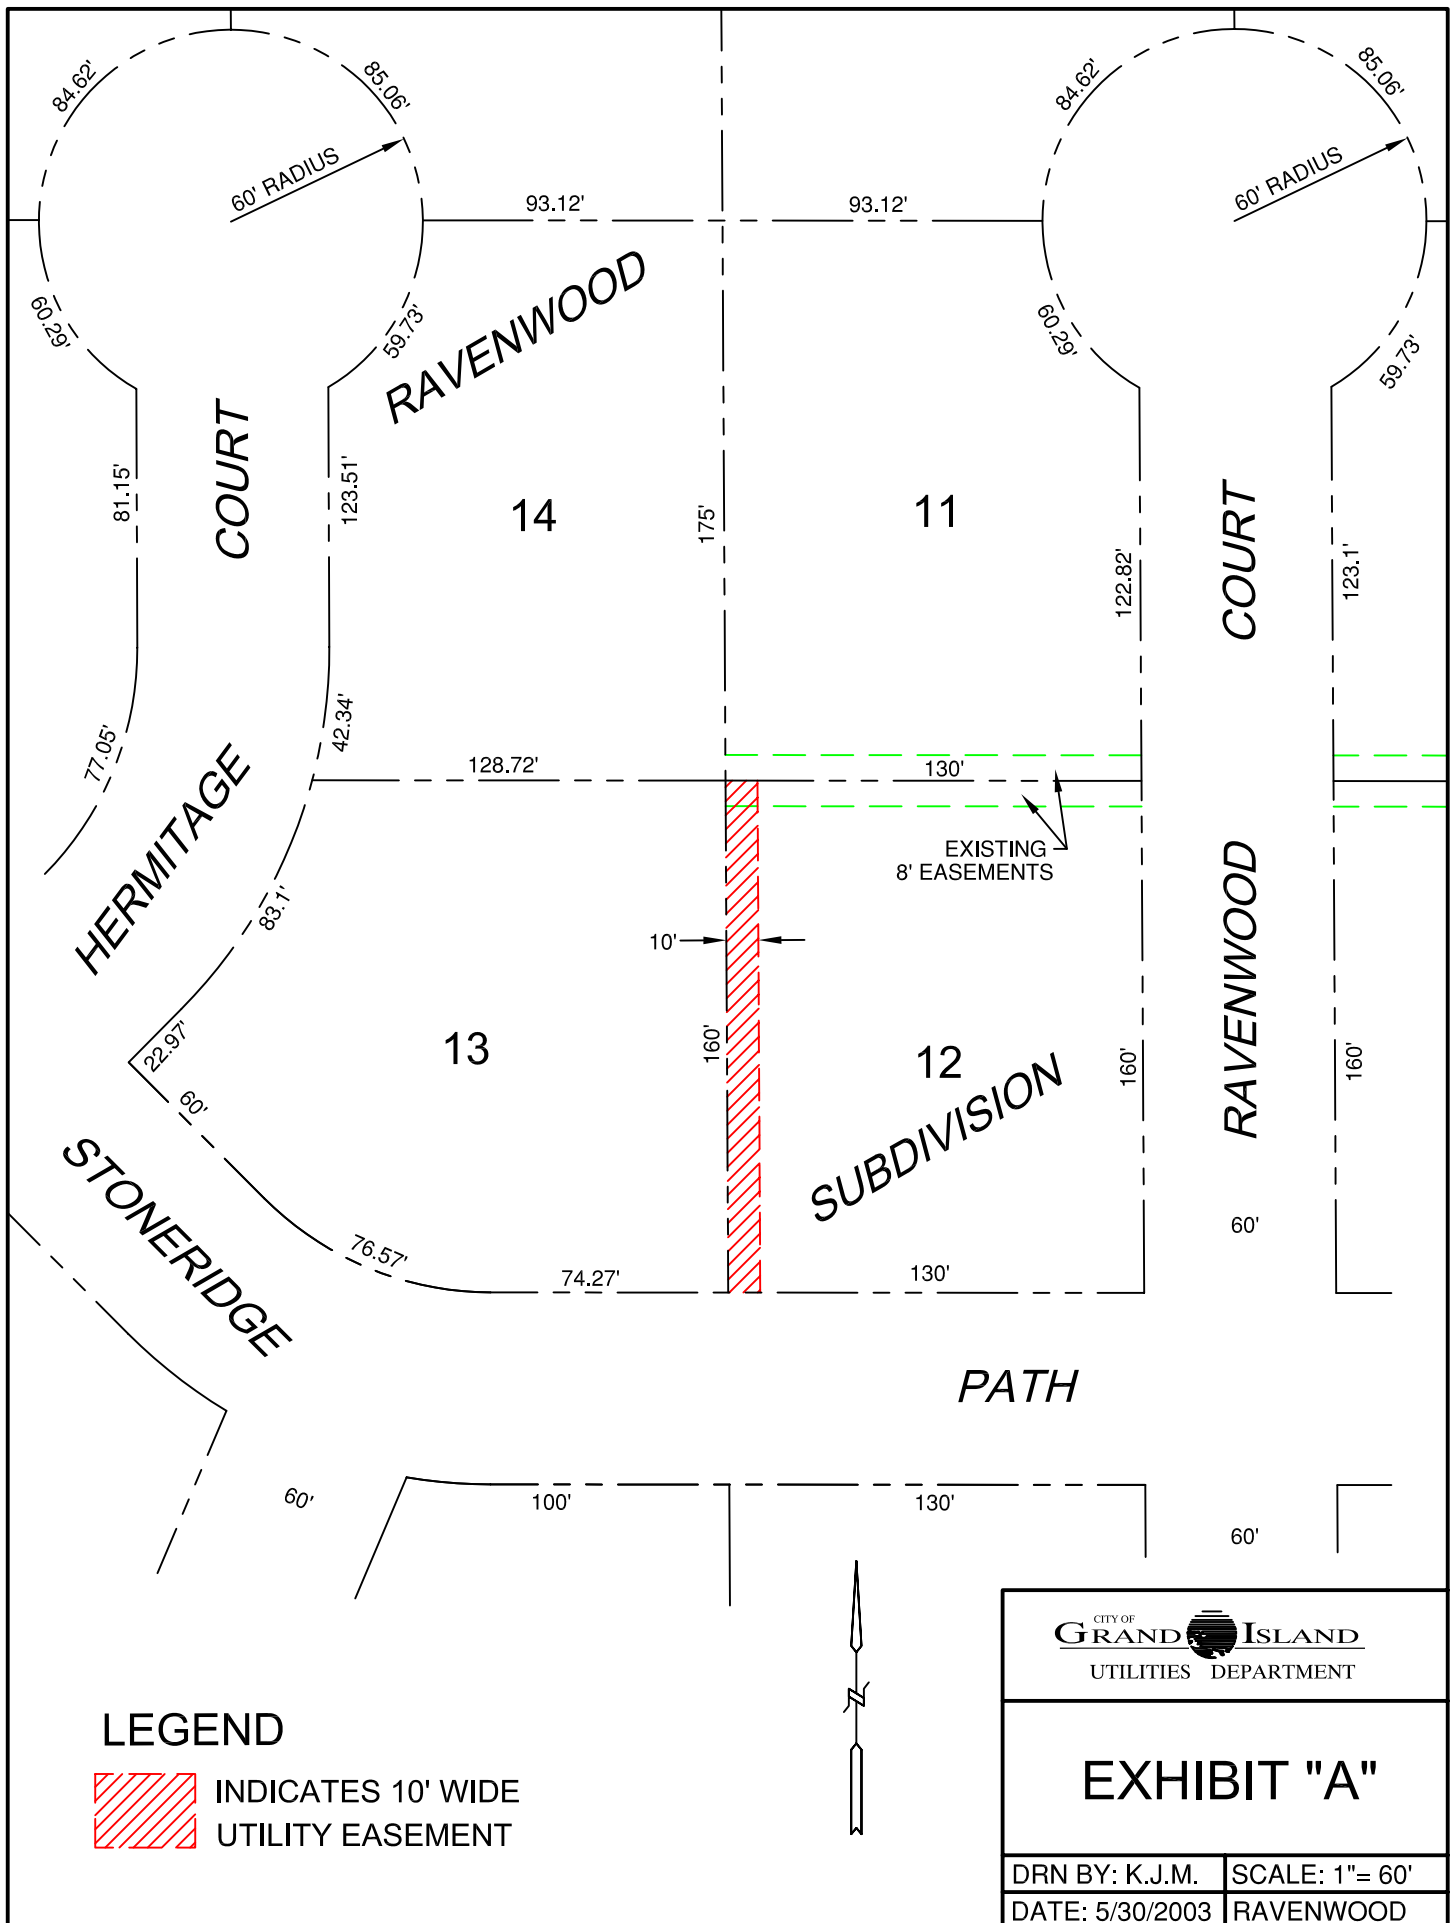 84.62'
85.06'
60' RADIUS
84.62'
85.06'
60' RADIUS
93.12'
93.12'
60.29'
59.73'
RAVENWOOD
60.29'
59.73'
81.15'
COURT
123.51'
14
175'
11
122.82'
COURT
123.1'
77.05'
42.34'
128.72'
130'
EXISTING
8' EASEMENTS
HERMITAGE
83.1'
10'
RAVENWOOD
22.97'
13
160'
12
160'
160'
60'
SUBDIVISION
STONERIDGE
76.57'
74.27'
130'
60'
PATH
60'
100'
130'
60'
N
LEGEND
INDICATES 10' WIDE
UTILITY EASEMENT
CITY OF
GRAND ISLAND
UTILITIES DEPARTMENT
EXHIBIT "A"
DRN BY: K.J.M.
SCALE: 1"= 60'
DATE: 5/30/2003
RAVENWOOD